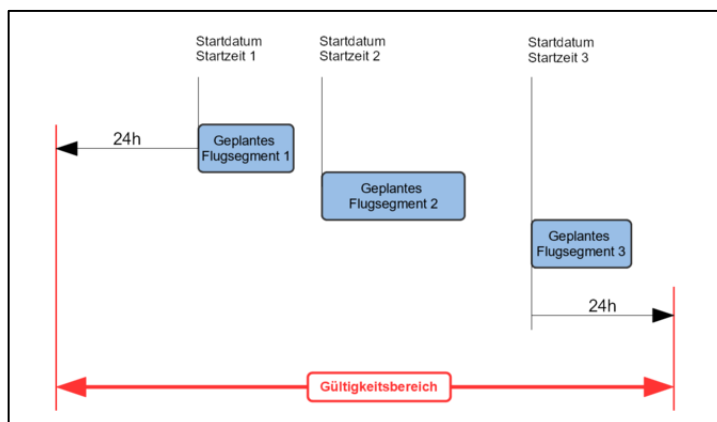 Startdatum
Startzeit 1
Startdatum
Startzeit 2
Startdatum
Startzeit 3
24h
Geplantes
Flugsegment 1
Geplantes
Flugsegment 2
Geplantes
Flugsegment 3
24h
Gültigkeitsbereich